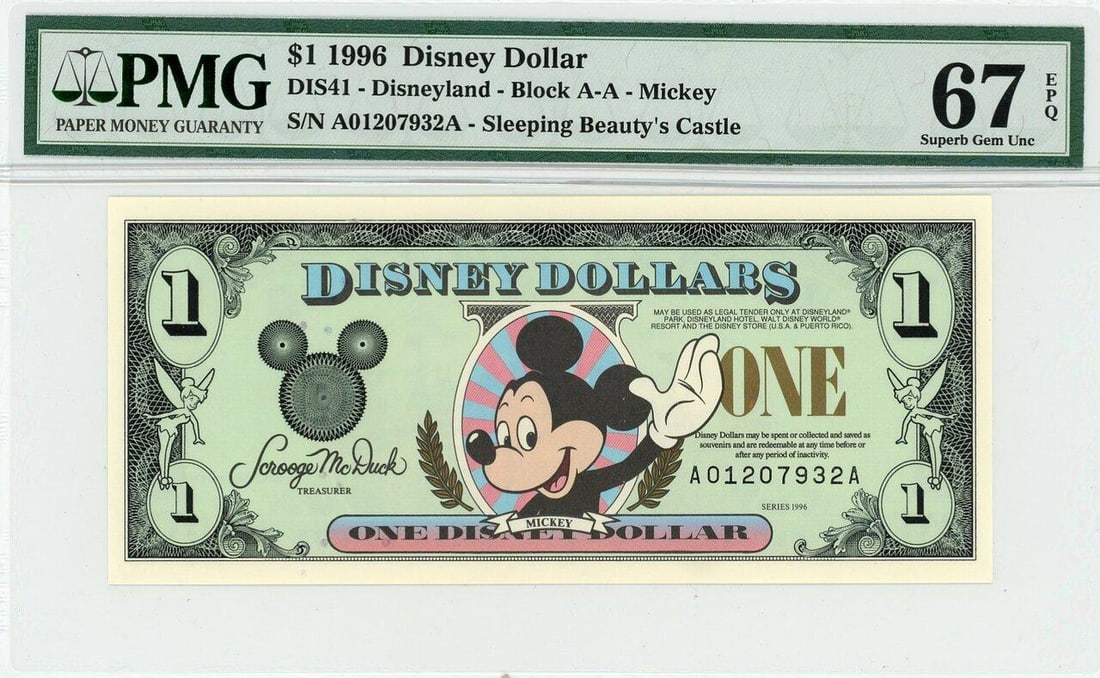 PMG
PAPER MONEY GUARANTY
$1 1996 Disney Dollar
DIS41 - Disneyland - Block A-A - Mickey
S/N A01207932A - Sleeping Beauty's Castle
67
EPQ
Superb Gem Unc
1
1
DISNEY DOLLARS
MAY BE USED AS LEGAL TENDER ONLY AT DISNEYLAND®
PARK, DISNEYLAND HOTEL, WALT DISNEY WORLD®
RESORT AND THE DISNEY STORE (U.S.A. & PUERTO RICO).
ONE
Disney Dollars may be spent or collected and saved as
souvenirs and are redeemable at any time before or
after any period of inactivity.
A01207932A
Scrooge McDuck
TREASURER
SERIES 1996
1
1
MICKEY
ONE DISNEY DOLLAR